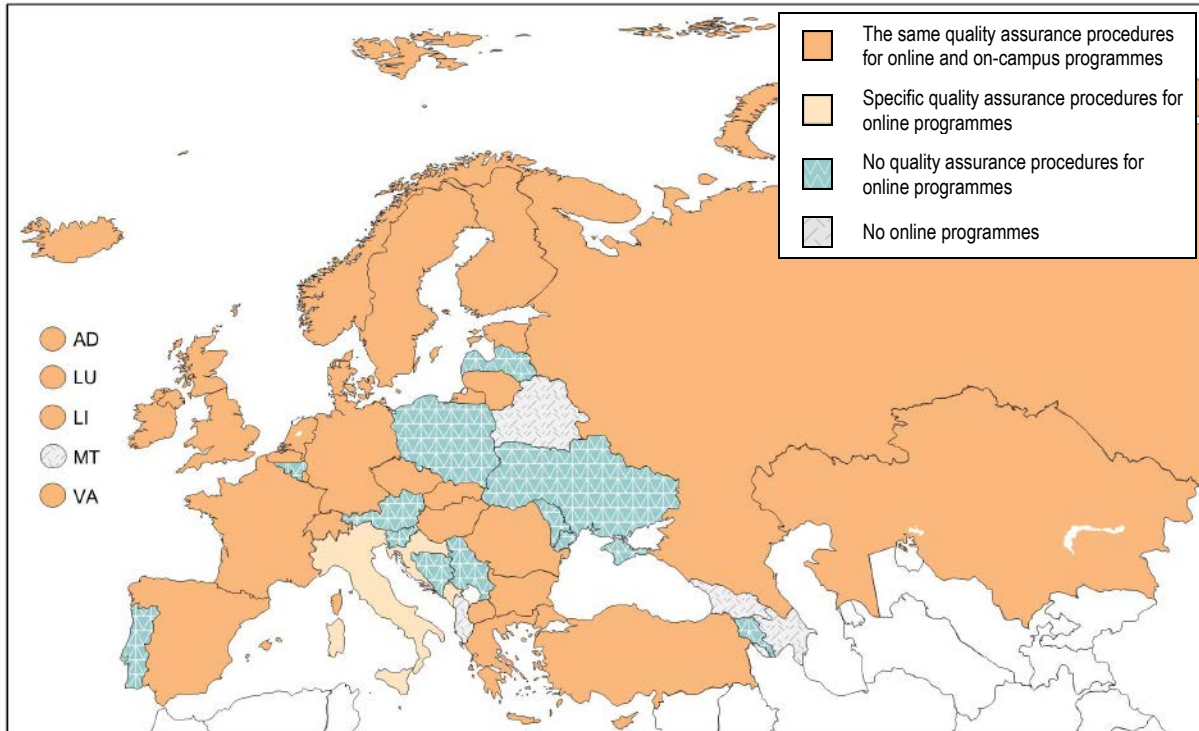 The same quality assurance procedures
for online and on-campus programmes
Specific quality assurance procedures for
online programmes
No quality assurance procedures for
online programmes
No online programmes
AD
LU
LI
MT
VA